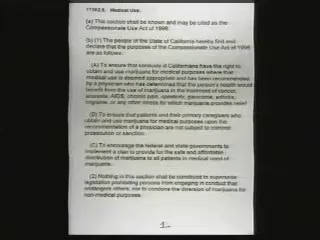 11362.5. Medical Use.
(a) This section shall be known and may be cited as the
Compassionate Use Act of 1996.
(b) (1) The people of the State of California hereby find and
declare that the purposes of the Compassionate Use Act of 1996
are as follows:
(A) To ensure that seriously ill Californians have the right to
obtain and use marijuana for medical purposes where that
medical use is deemed appropriate and has been recommended
by a physician who has determined that the person's health would
benefit from the use of marijuana in the treatment of cancer,
anorexia, AIDS, chronic pain, spasticity, glaucoma, arthritis,
migraine, or any other illness for which marijuana provides relief.
(B) To ensure that patients and their primary caregivers who
obtain and use marijuana for medical purposes upon the
recommendation of a physician are not subject to criminal
prosecution or sanction.
(C) To encourage the federal and state governments to
implement a plan to provide for the safe and affordable
distribution of marijuana to all patients in medical need of
marijuana.
(2) Nothing in this section shall be construed to supersede
legislation prohibiting persons from engaging in conduct that
endangers others, nor to condone the diversion of marijuana for
non-medical purposes.